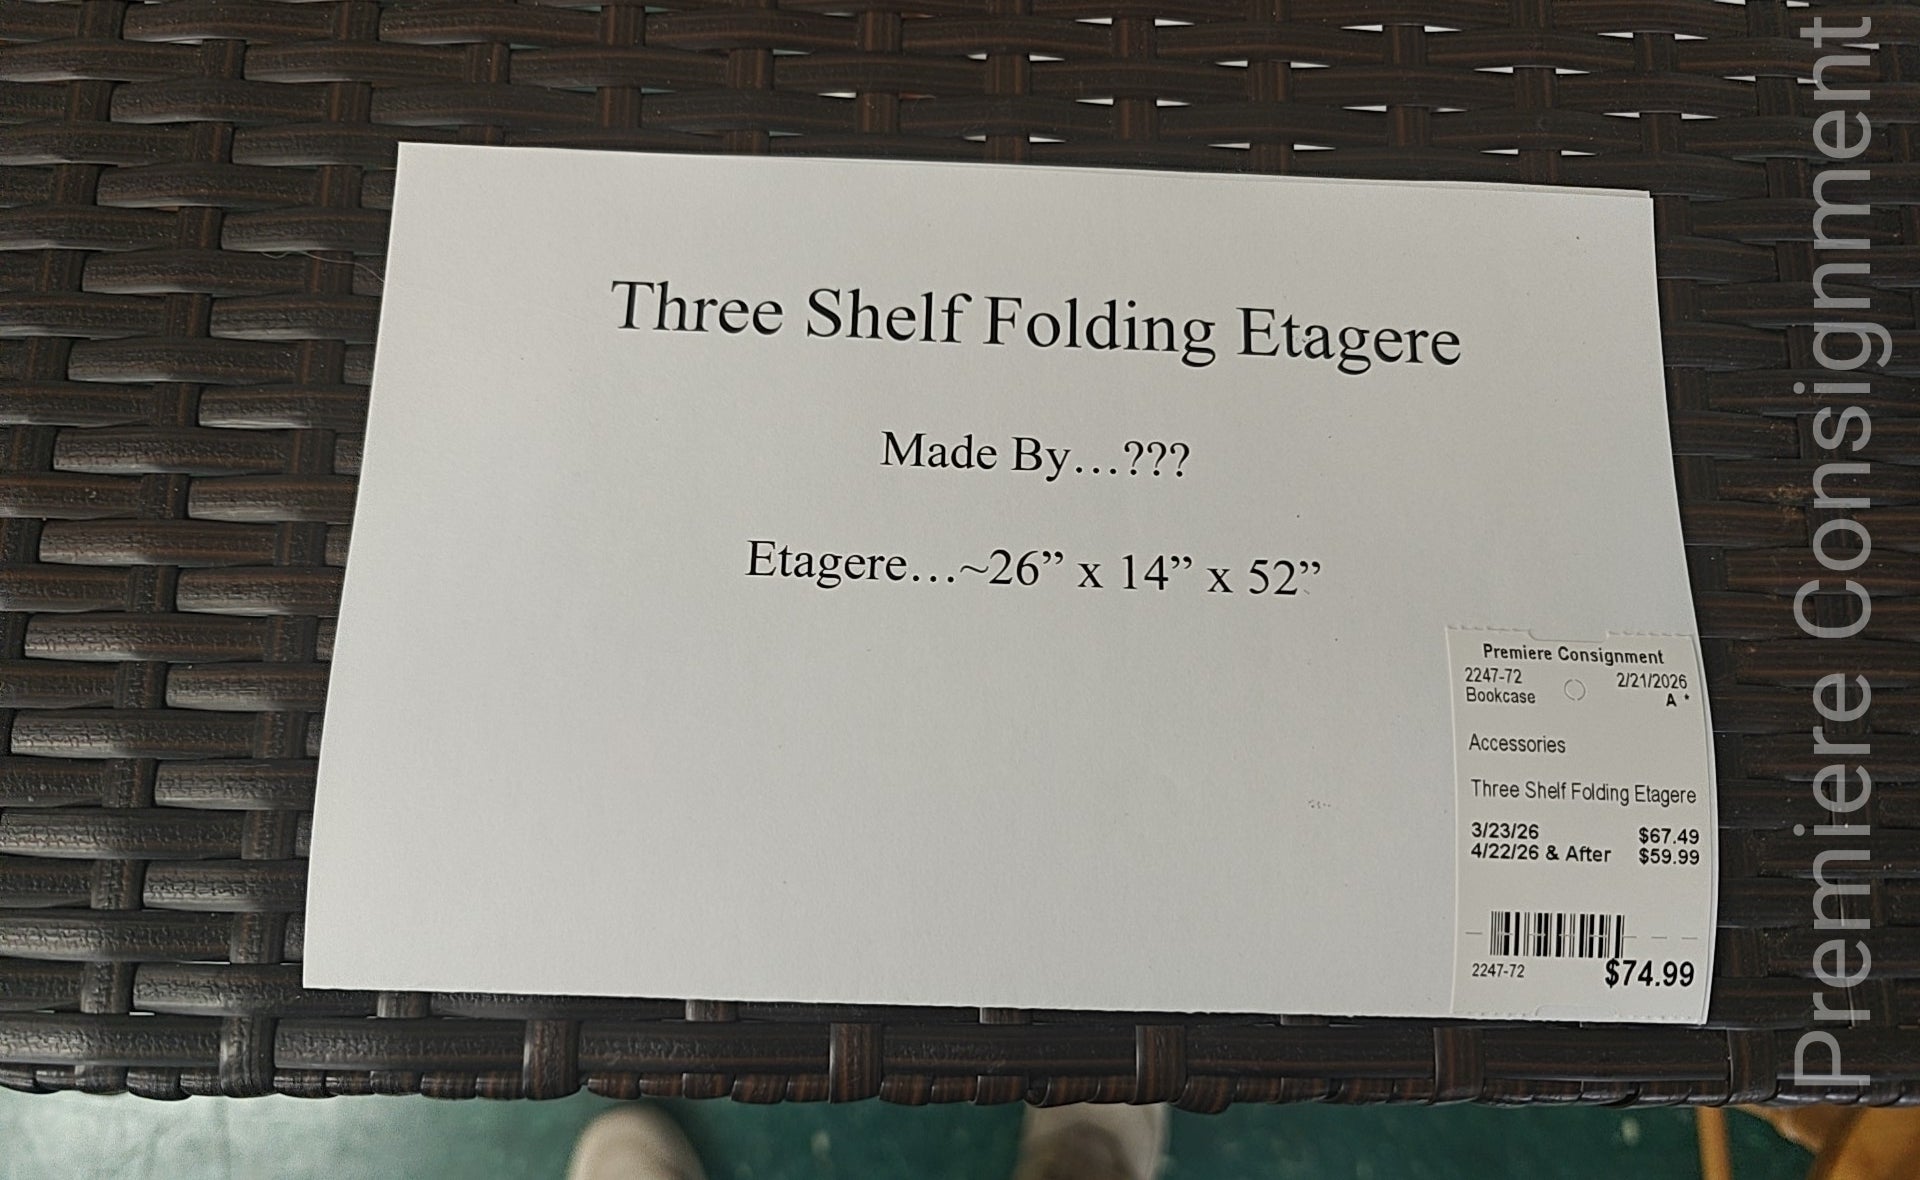 Three Shelf Folding Etagere
Made By…???
Etagere…~26” x 14” x 52”
Premiere Consignment
2247-72 2/21/2026
Bookcase A *
Accessories
Three Shelf Folding Etagere
3/23/26 $67.49
4/22/26 & After $59.99
2247-72 $74.99
Premiere Consignment